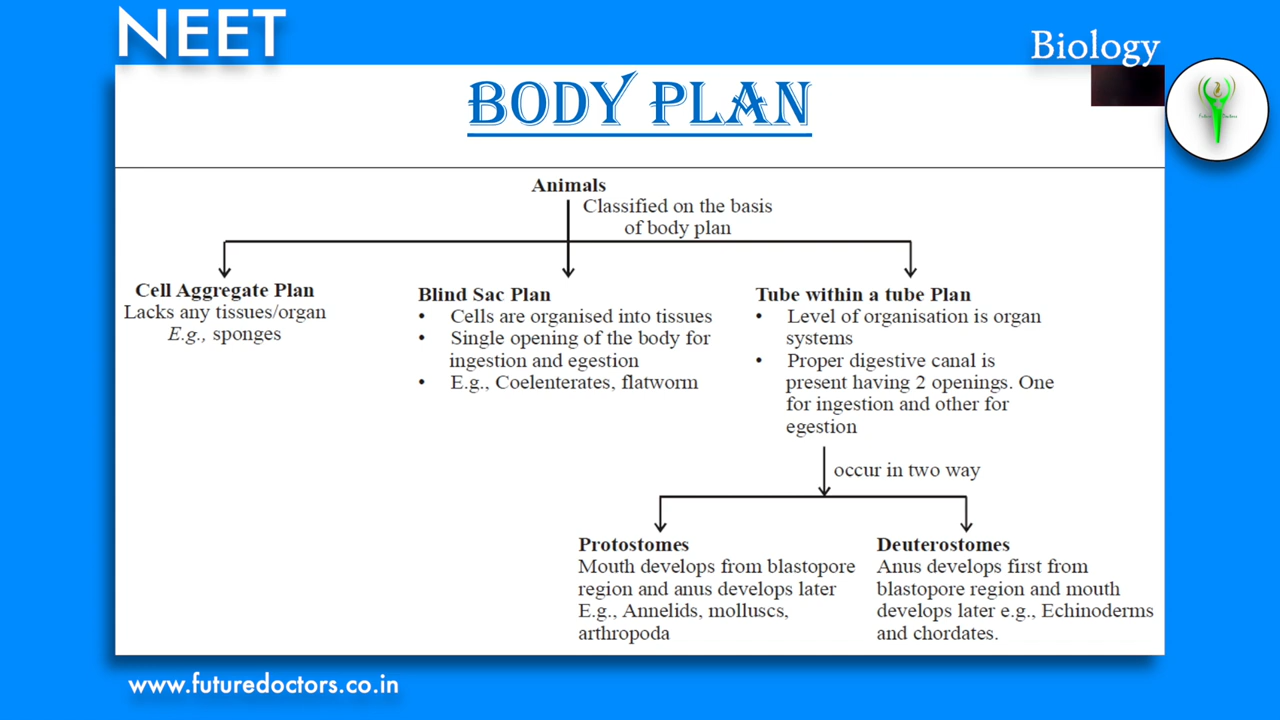 NEET
Biology
BODY PLAN
Animals
Classified on the basis
of body plan
Cell Aggregate Plan
Lacks any tissues/organ
E.g., sponges
Blind Sac Plan
• Cells are organised into tissues
• Single opening of the body for
ingestion and egestion
• E.g., Coelenterates, flatworm
Tube within a tube Plan
• Level of organisation is organ
systems
• Proper digestive canal is
present having 2 openings. One
for ingestion and other for
egestion
occur in two way
Protostomes
Mouth develops from blastopore
region and anus develops later
E.g., Annelids, molluscs,
arthropoda
Deuterostomes
Anus develops first from
blastopore region and mouth
develops later e.g., Echinoderms
and chordates.
www.futuredoctors.co.in